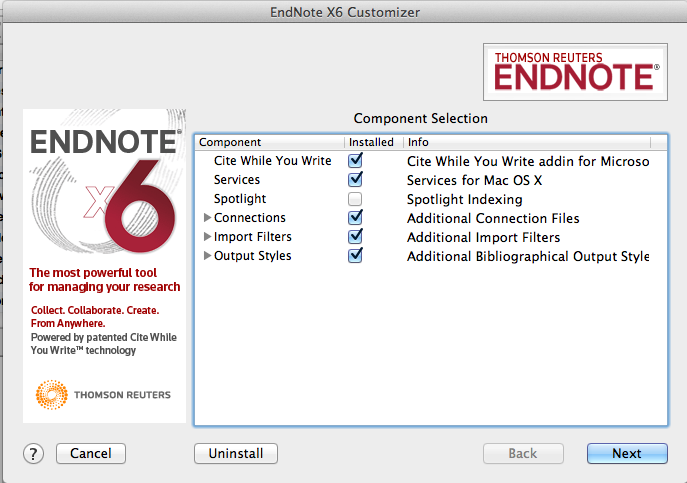 EndNote X6 Customizer
THOMSON REUTERS
ENDNOTE®
ENDNOTE®
X6
The most powerful tool
for managing your research
Collect. Collaborate. Create.
From Anywhere.
Powered by patented Cite While
You Write™ technology
THOMSON REUTERS
Component Selection
Component Installed Info
Cite While You Write Cite While You Write addin for Microso
Services Services for Mac OS X
Spotlight Spotlight Indexing
Connections Additional Connection Files
Import Filters Additional Import Filters
Output Styles Additional Bibliographical Output Style
? Cancel Uninstall Back Next